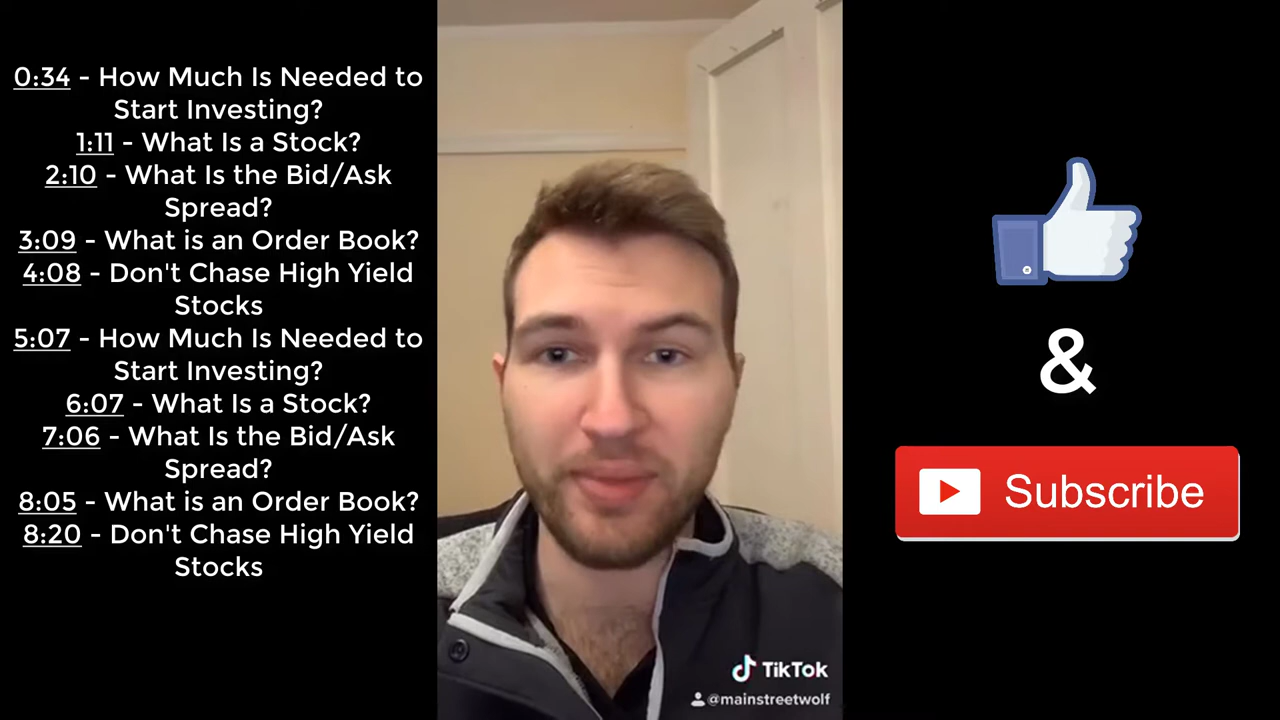 0:34 - How Much Is Needed to
Start Investing?
1:11 - What Is a Stock?
2:10 - What Is the Bid/Ask
Spread?
3:09 - What is an Order Book?
4:08 - Don't Chase High Yield
Stocks
5:07 - How Much Is Needed to
Start Investing?
6:07 - What Is a Stock?
7:06 - What Is the Bid/Ask
Spread?
8:05 - What is an Order Book?
8:20 - Don't Chase High Yield
Stocks
TikTok
@mainstreetwolf
&
Subscribe